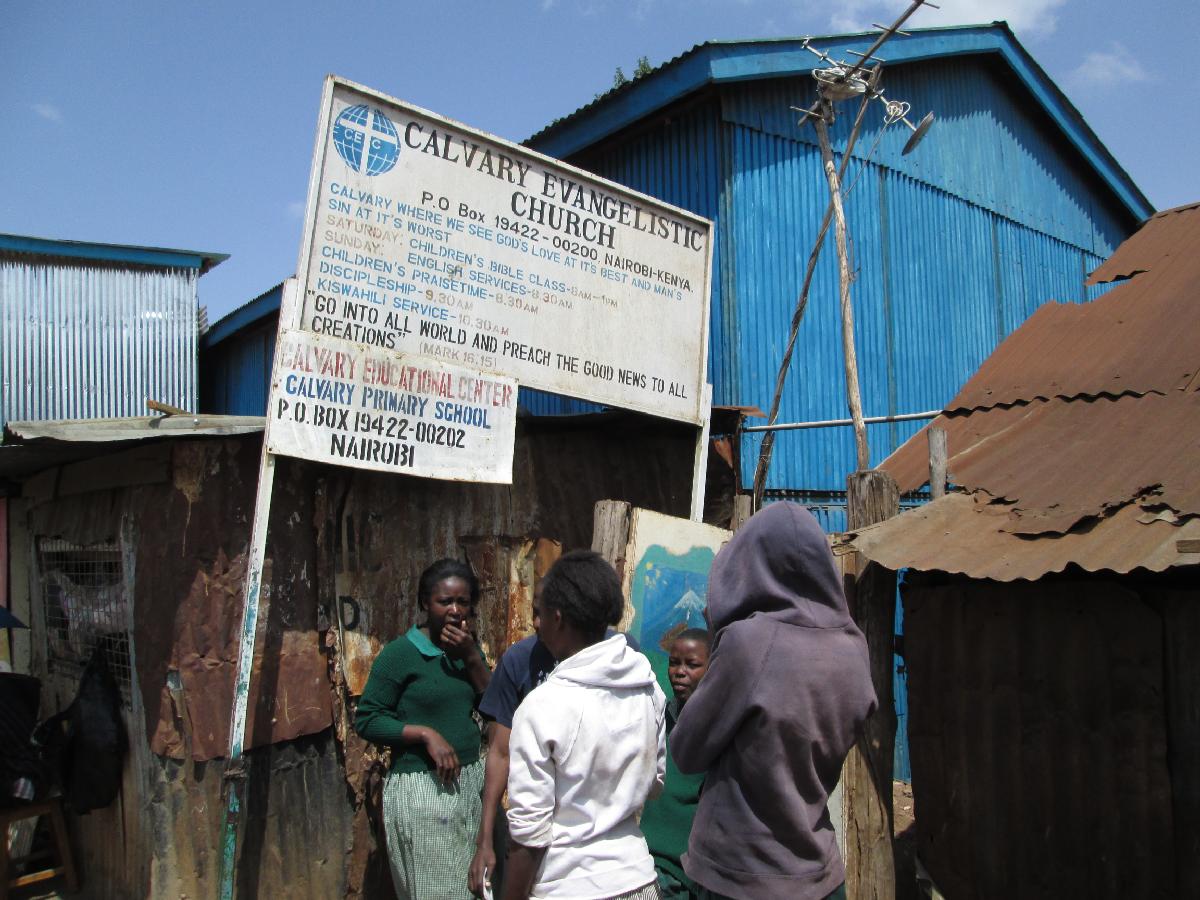 CEC
CALVARY EVANGELISTIC
CHURCH
P.O Box 19422-00200, NAIROBI-KENYA.
CALVARY WHERE WE SEE GOD'S LOVE AT IT'S BEST AND MAN'S
SIN AT IT'S WORST
SATURDAY: CHILDREN'S BIBLE CLASS-8AM-1PM
SUNDAY: ENGLISH SERVICES-8.30AM
CHILDREN'S PRAISETIME-8.30AM
DISCIPLESHIP-9.30AM
KISWAHILI SERVICE-10.30AM
"GO INTO ALL WORLD AND PREACH THE GOOD NEWS TO ALL
CREATIONS" (MARK 16.15)
CALVARY EDUCATIONAL CENTER
CALVARY PRIMARY SCHOOL
P.O.BOX 19422-00202
NAIROBI